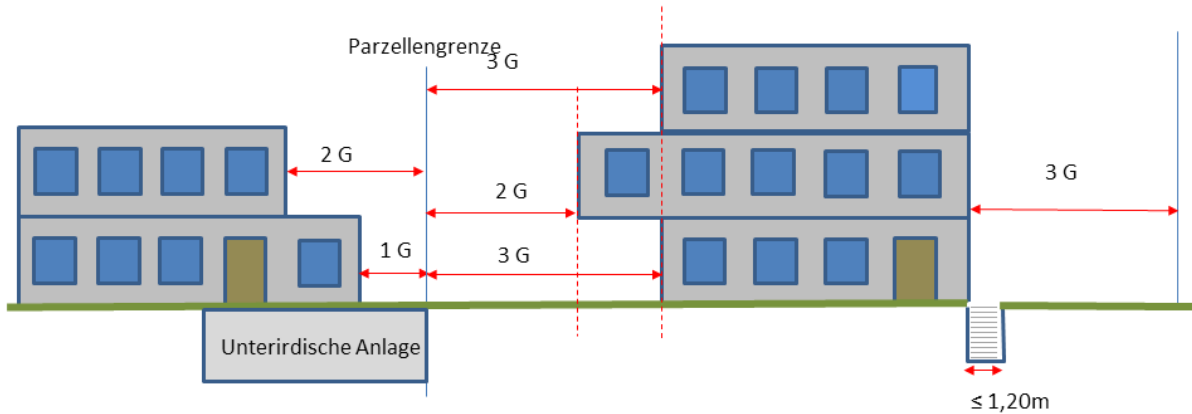 Parzellengrenze
3 G
2 G
2 G
3 G
1 G
3 G
Unterirdische Anlage
≤ 1,20m